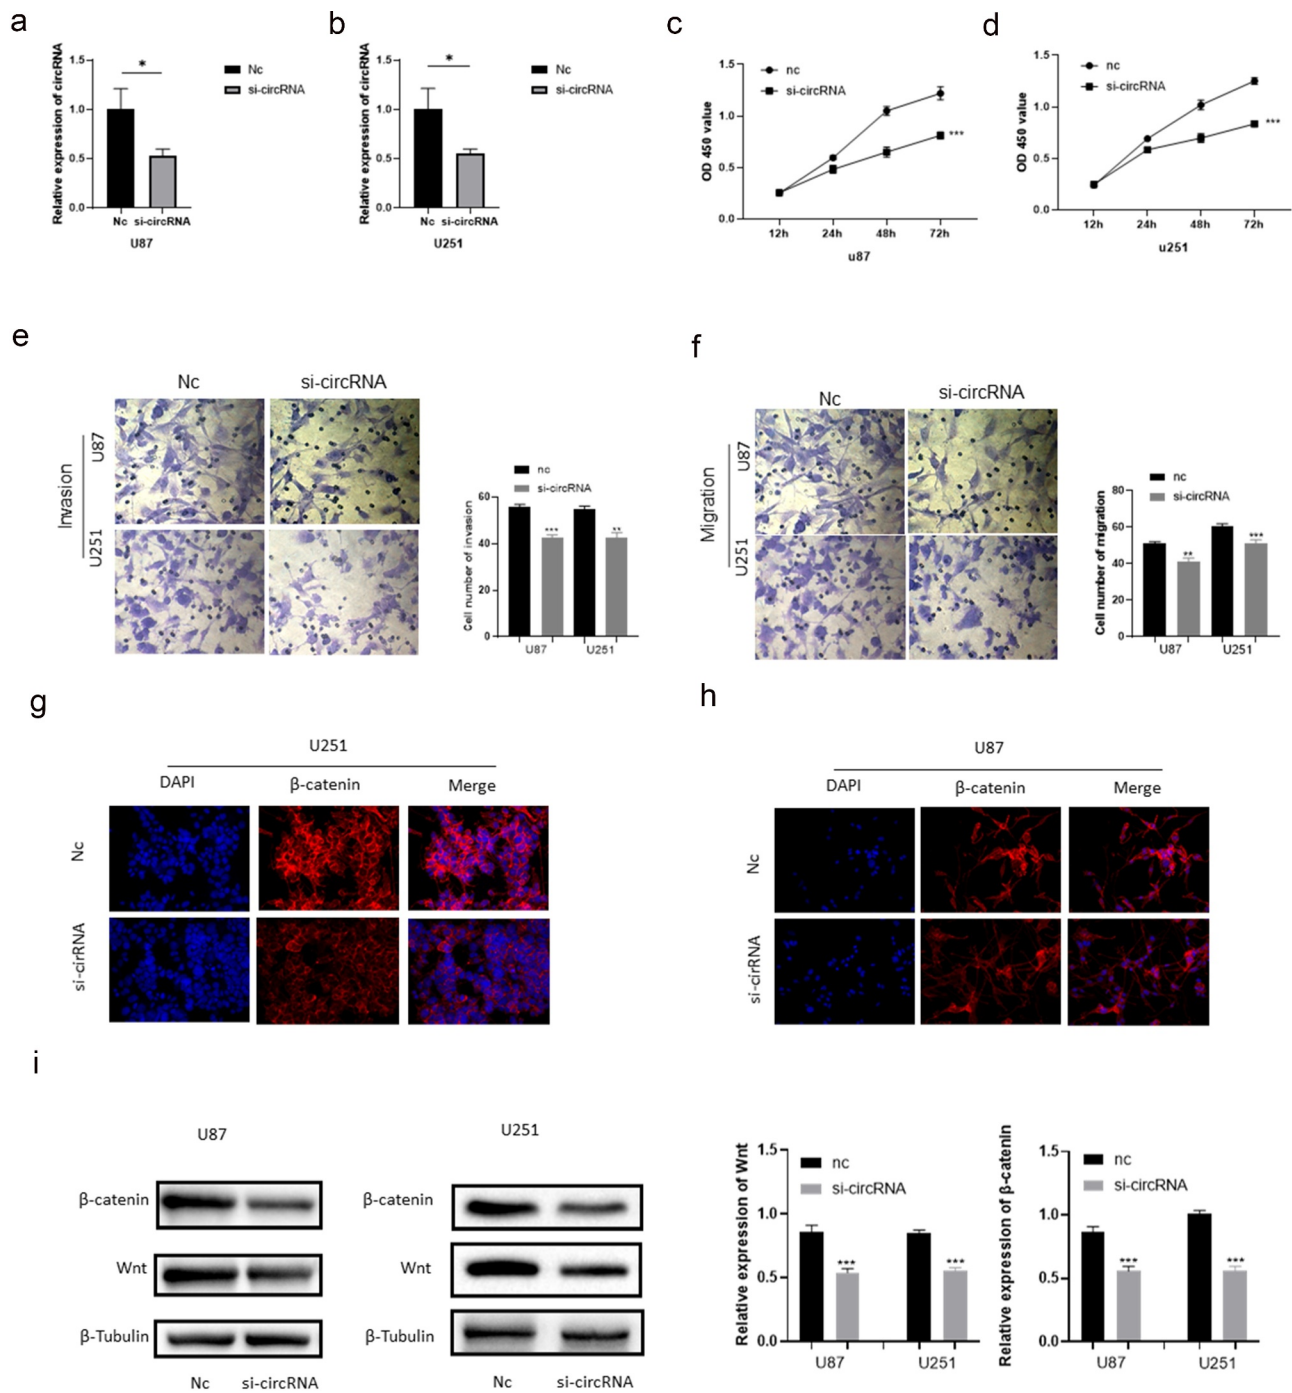 a
Relative expression of circRNA
1.5
1.0
0.5
0.0
*
Nc
si-circRNA
Nc si-circRNA
U87
b
Relative expression of circRNA
1.5
1.0
0.5
0.0
*
Nc
si-circRNA
Nc si-circRNA
U251
c
OD 450 value
1.5
1.0
0.5
0.0
nc
si-circRNA
***
12h 24h 48h 72h
u87
d
OD 450 value
1.5
1.0
0.5
0.0
nc
si-circRNA
***
12h 24h 48h 72h
u251
e
Nc si-circRNA
Invasion
U87
U251
nc
si-circRNA
Cell number of invasion
60
40
20
0
*** **
U87 U251
f
Nc si-circRNA
Migration
U87
U251
nc
si-circRNA
Cell number of migration
80
60
40
20
0
** ***
U87 U251
g
U251
DAPI β-catenin Merge
Nc
si-cirRNA
h
U87
DAPI β-catenin Merge
Nc
si-cirRNA
i
U87
β-catenin
Wnt
β-Tubulin
Nc si-circRNA
U251
β-catenin
Wnt
β-Tubulin
Nc si-circRNA
Relative expression of Wnt
1.5
1.0
0.5
0.0
nc
si-circRNA
*** ***
U87 U251
Relative expression of β-catenin
1.5
1.0
0.5
0.0
nc
si-circRNA
*** ***
U87 U251